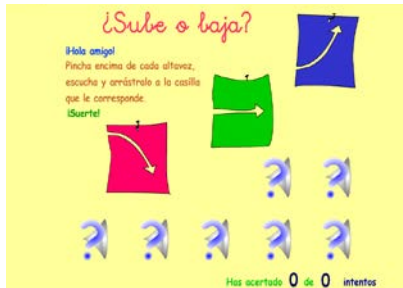 ¿Sube o baja?
¡Hola amigo!
Pincha encima de cada altavoz,
escucha y arrástralo a la casilla
que le corresponde.
¡Suerte!
? ?
? ? ? ? ?
Has acertado 0 de 0 intentos